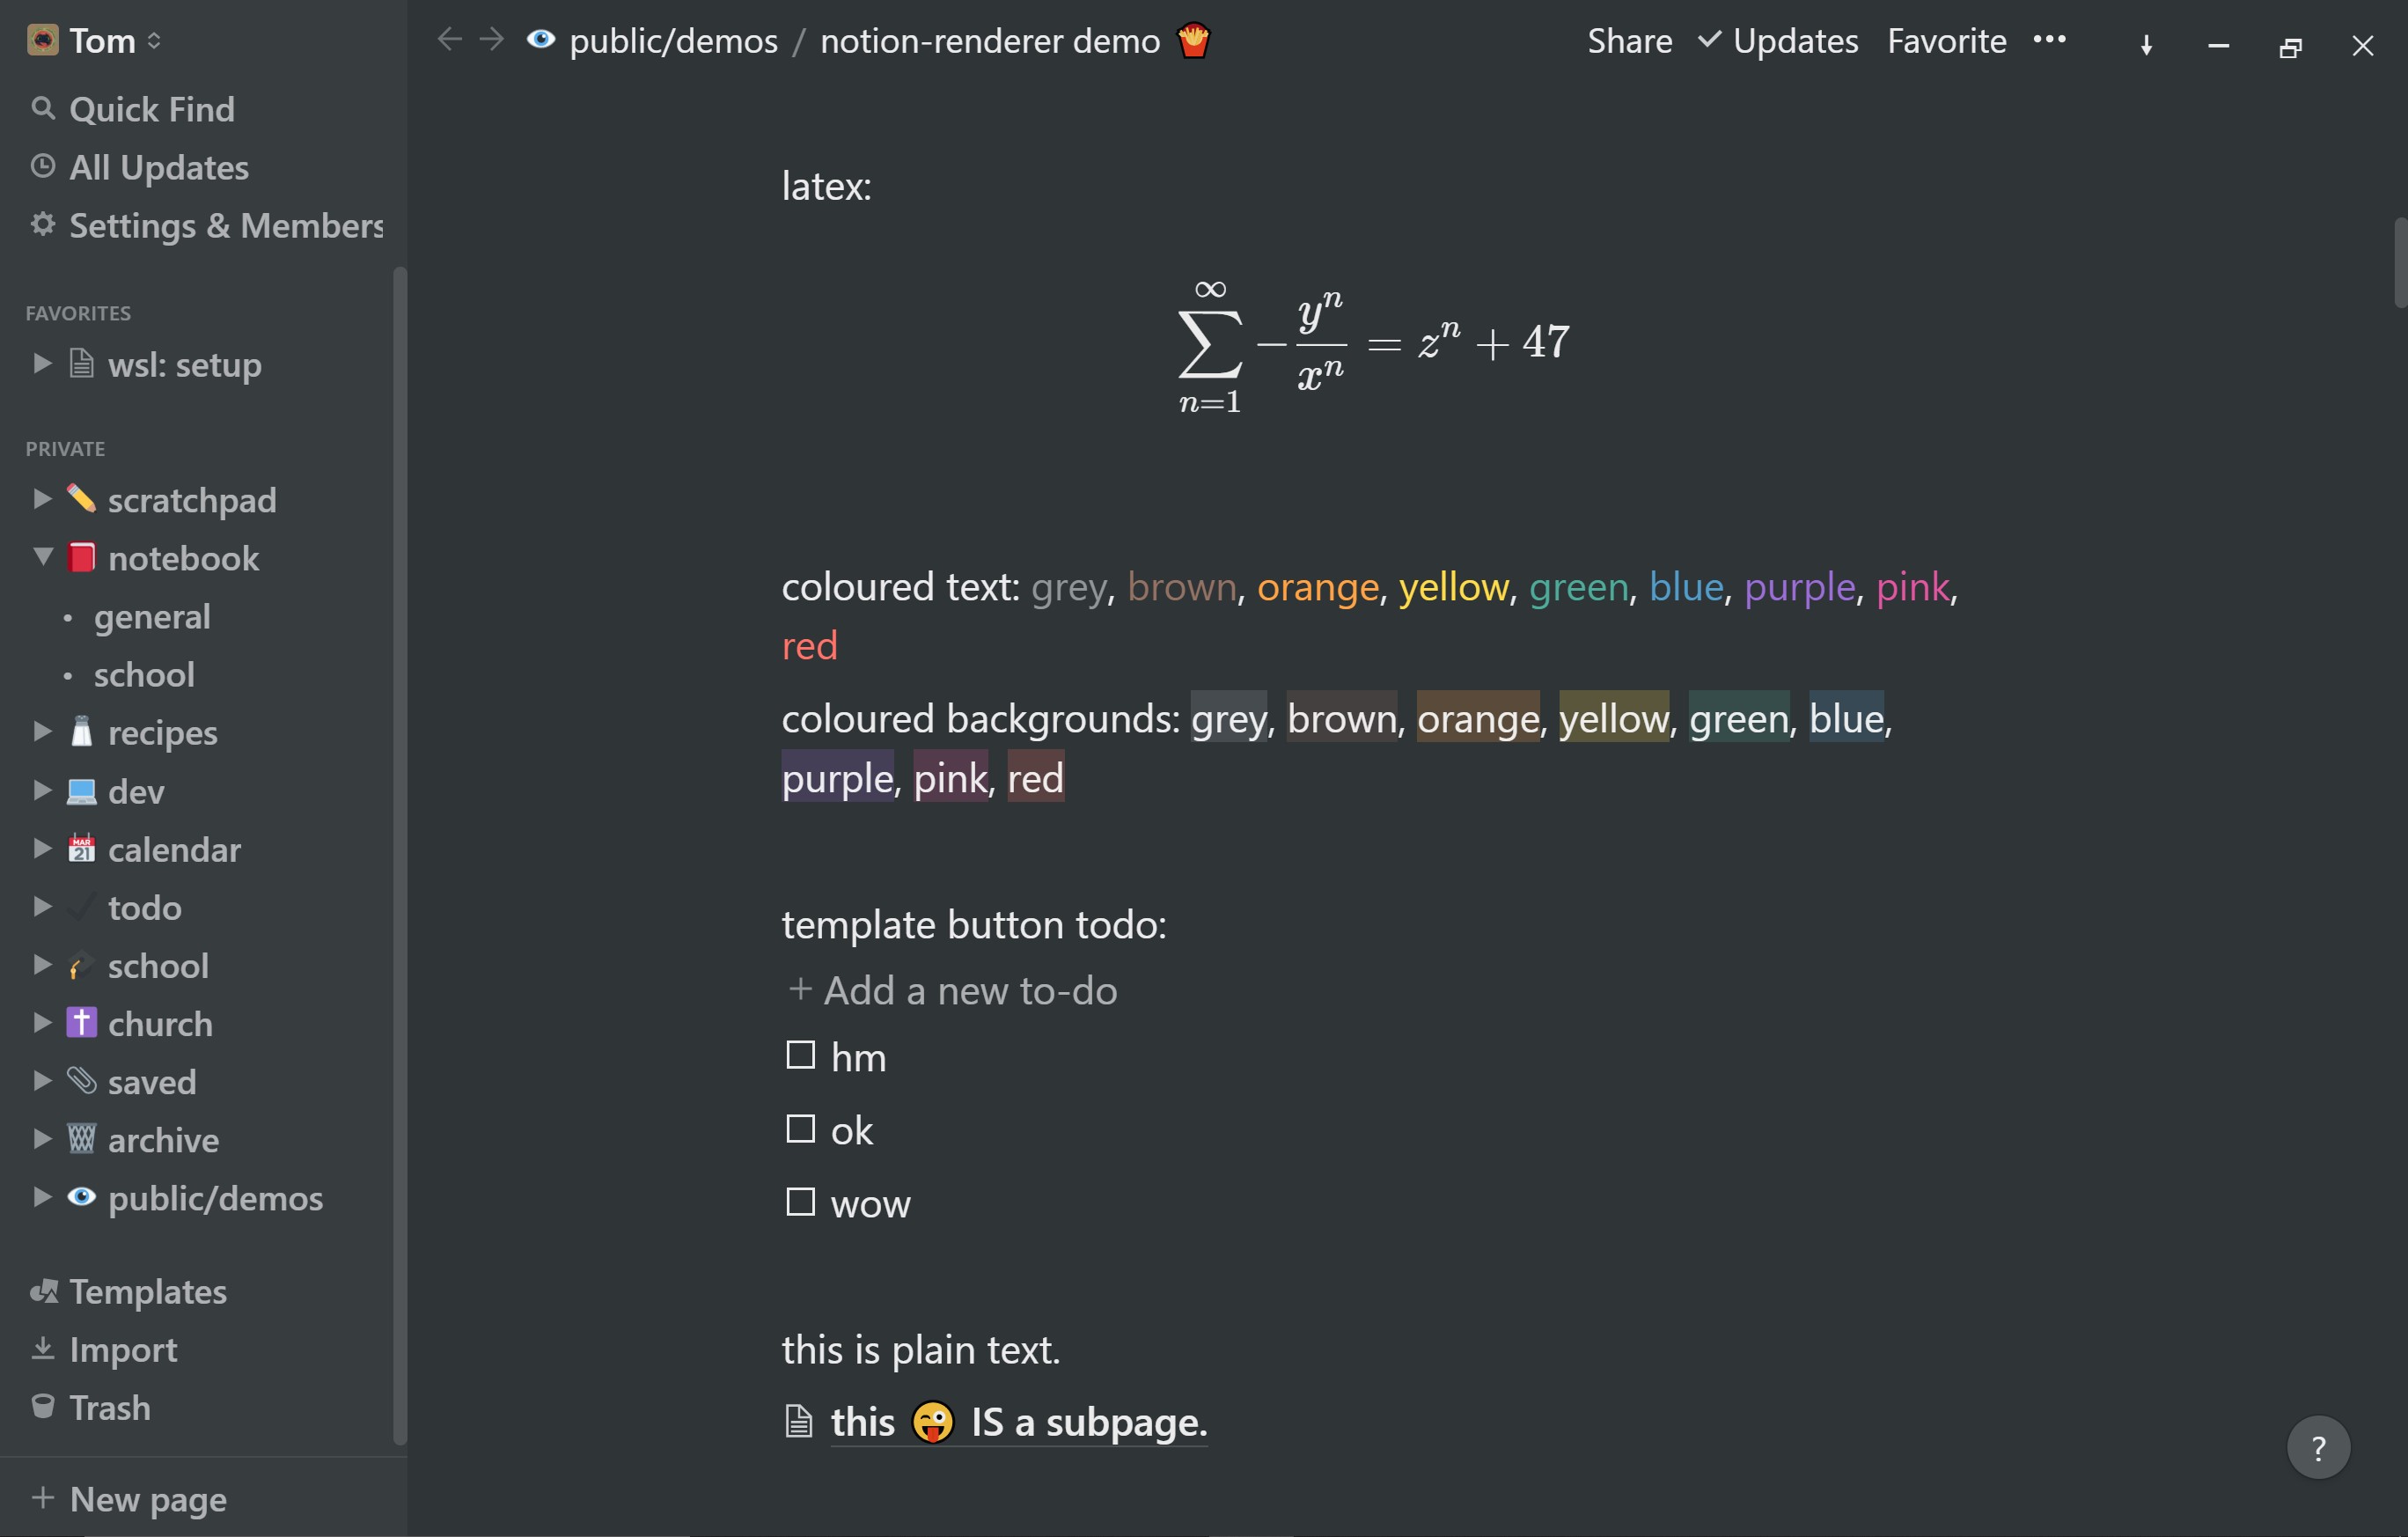 Tom
Quick Find
All Updates
Settings & Members
FAVORITES
wsl: setup
PRIVATE
scratchpad
notebook
• general
• school
recipes
dev
calendar
todo
school
church
saved
archive
public/demos
Templates
Import
Trash
+ New page
← → public/demos / notion-renderer demo
Share ✓ Updates Favorite •••
latex:
∞
∑ − yⁿ/xⁿ = zⁿ + 47
n=1
coloured text: grey, brown, orange, yellow, green, blue, purple, pink,
red
coloured backgrounds: grey, brown, orange, yellow, green, blue,
purple, pink, red
template button todo:
+ Add a new to-do
hm
ok
wow
this is plain text.
this 🤪 IS a subpage.
?